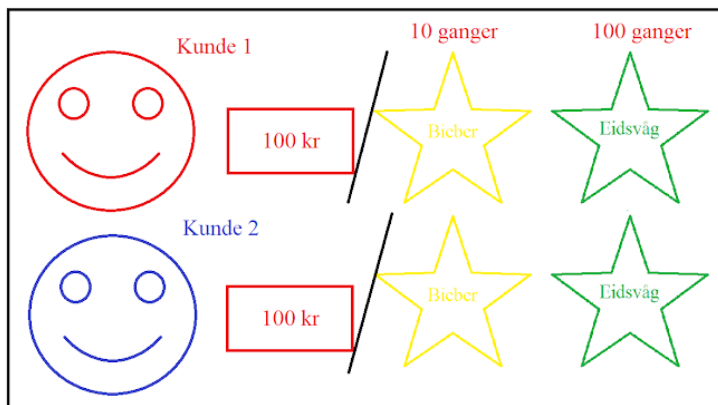 Kunde 1
10 ganger
100 ganger
100 kr
Bieber
Eidsvåg
Kunde 2
100 kr
Bieber
Eidsvåg